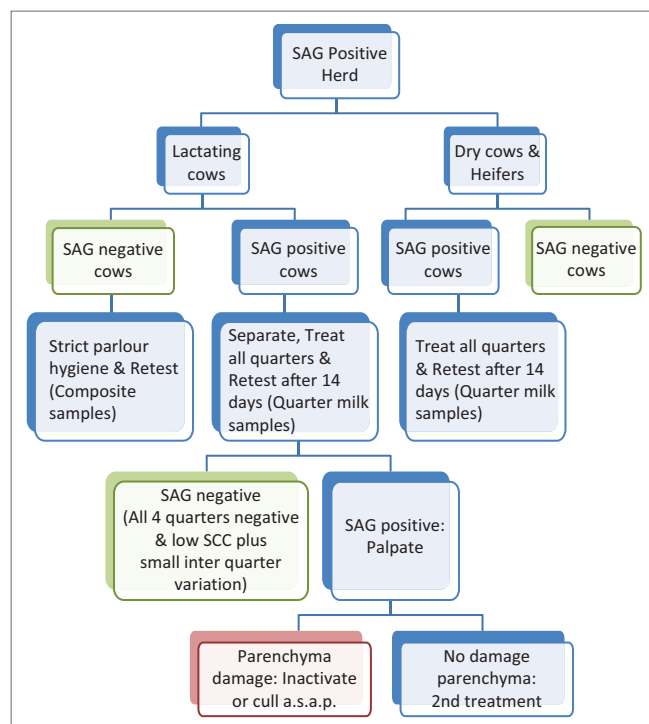 SAG Positive
Herd
Lactating
cows
Dry cows &
Heifers
SAG negative
cows
SAG positive
cows
SAG positive
cows
SAG negative
cows
Strict parlour
hygiene & Retest
(Composite
samples)
Separate, Treat
all quarters &
Retest after 14
days (Quarter milk
samples)
Treat all quarters
& Retest after 14
days (Quarter milk
samples)
SAG negative
(All 4 quarters negative
& low SCC plus
small inter quarter
variation)
SAG positive:
Palpate
Parenchyma
damage: Inactivate
or cull a.s.a.p.
No damage
parenchyma:
2nd treatment